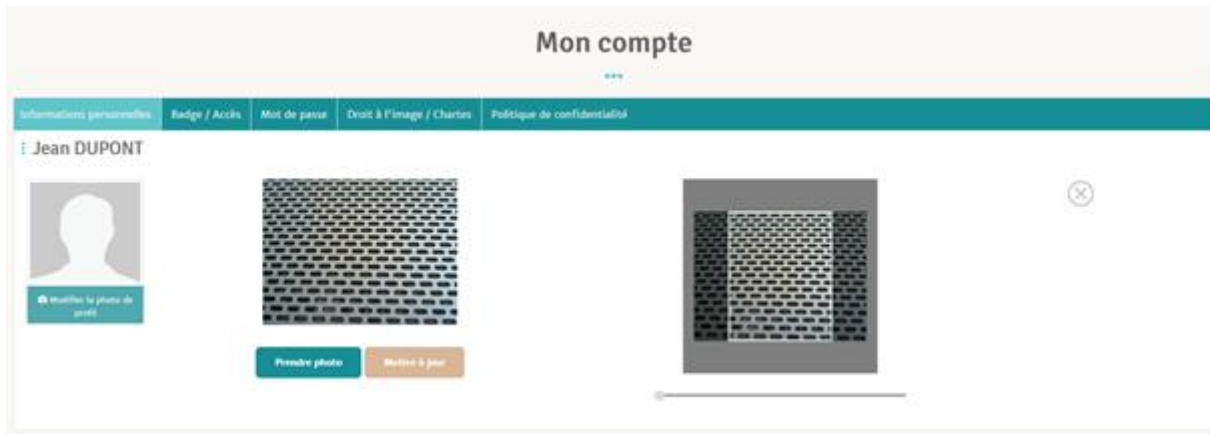 Mon compte
Informations personnelles Badge / Accès Mot de passe Droit à l'image / Chartes Politique de confidentialité
Jean DUPONT
Modifier la photo de
profil
Prendre photo Mettre à jour